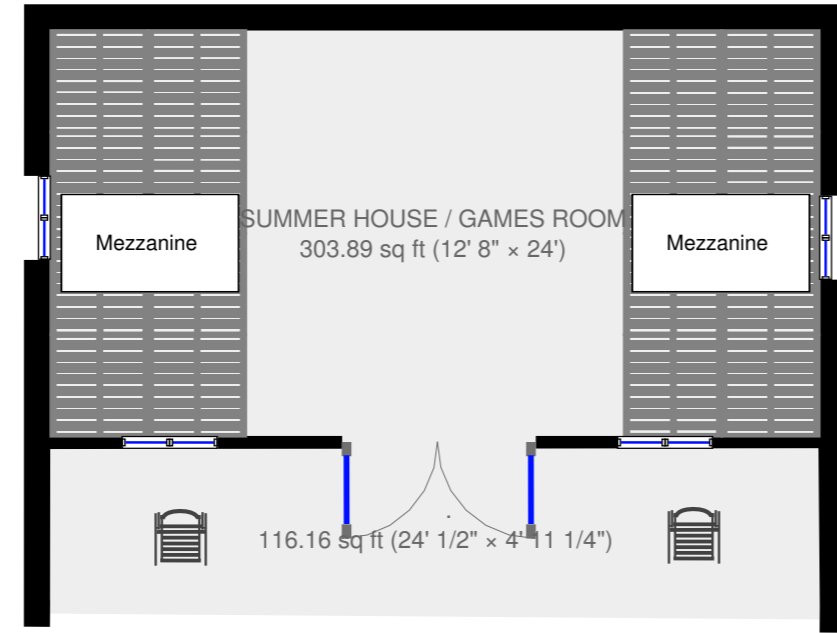 SUMMER HOUSE / GAMES ROOM
303.89 sq ft (12' 8" × 24')
Mezzanine
Mezzanine
116.16 sq ft (24' 1/2" × 4' 11 1/4")